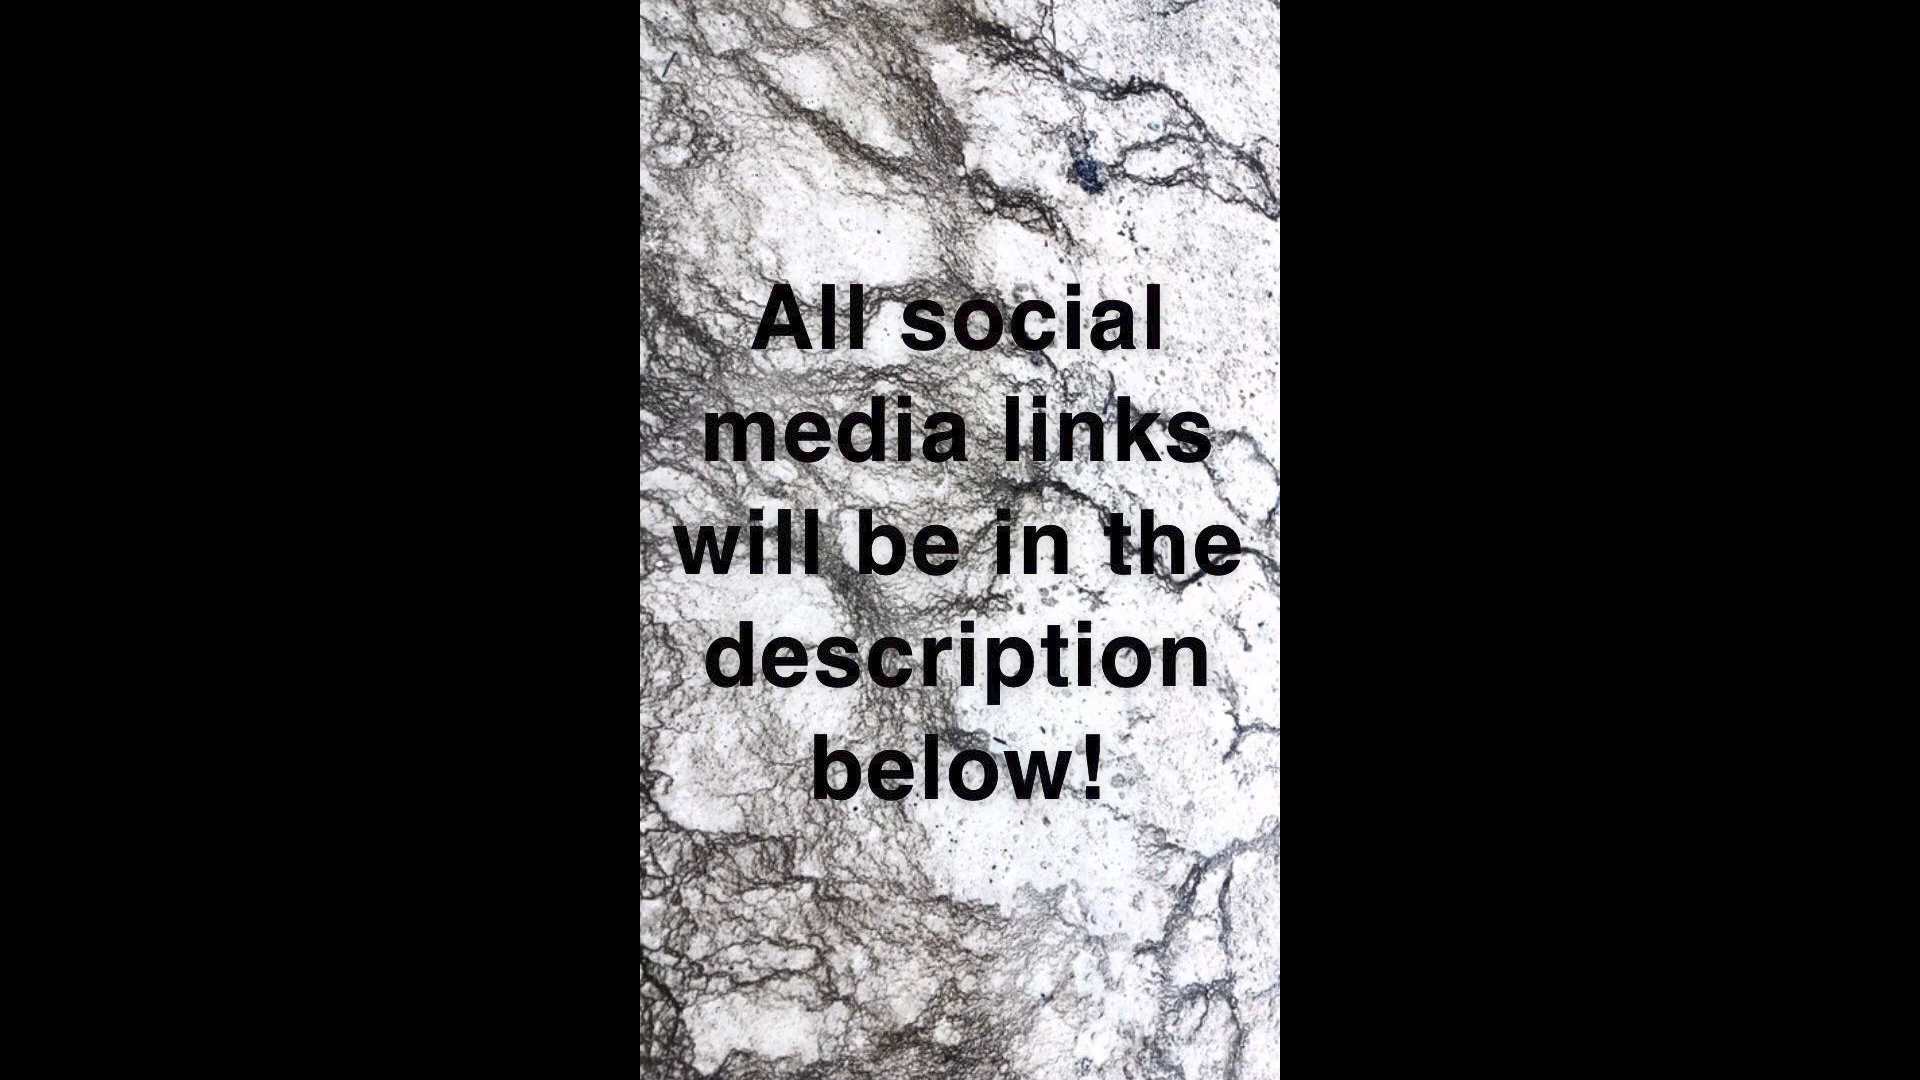 All social
media links
will be in the
description
below!